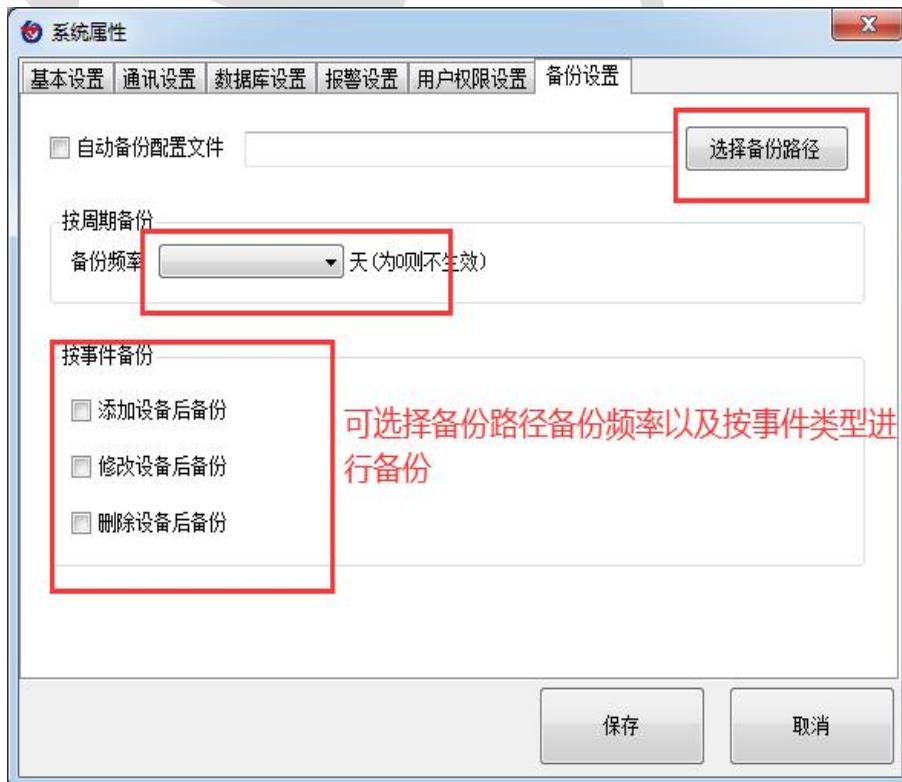 系统属性
基本设置 通讯设置 数据库设置 报警设置 用户权限设置 备份设置
自动备份配置文件 选择备份路径
按周期备份
备份频率 天(为0则不生效)
按事件备份
添加设备后备份
修改设备后备份
删除设备后备份
可选择备份路径备份频率以及按事件类型进
行备份
保存 取消